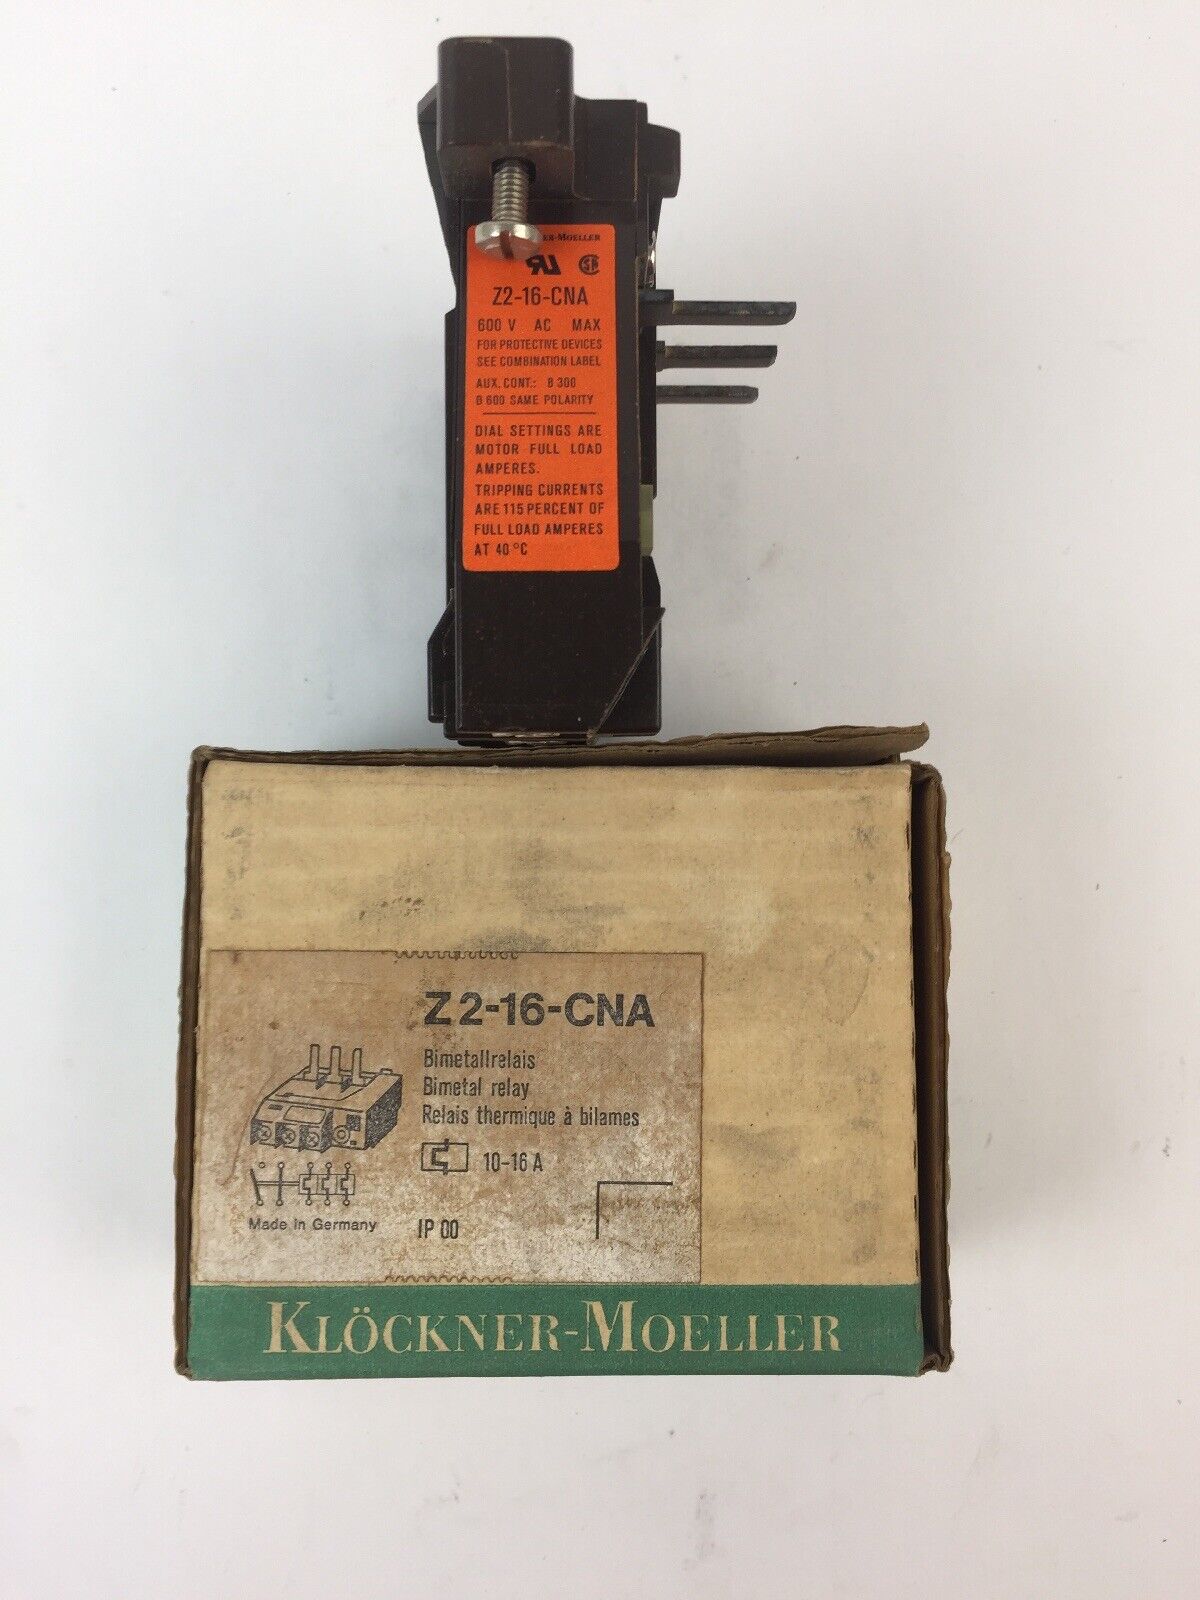 ER-MOELLER
Z2-16-CNA
600 V AC MAX
FOR PROTECTIVE DEVICES
SEE COMBINATION LABEL
AUX. CONT.: B 300
B 600 SAME POLARITY
DIAL SETTINGS ARE
MOTOR FULL LOAD
AMPERES.
TRIPPING CURRENTS
ARE 115 PERCENT OF
FULL LOAD AMPERES
AT 40 °C
Z 2-16-CNA
Bimetallrelais
Bimetal relay
Relais thermique à bilames
10-16 A
Made in Germany
IP 00
KLÖCKNER-MOELLER